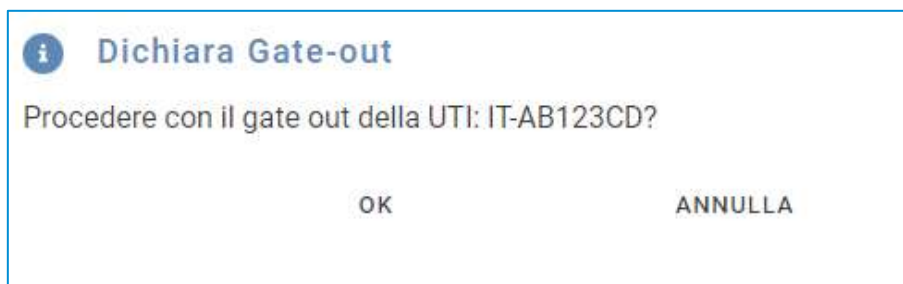 Dichiara Gate-out
Procedere con il gate out della UTI: IT-AB123CD?
OK ANNULLA